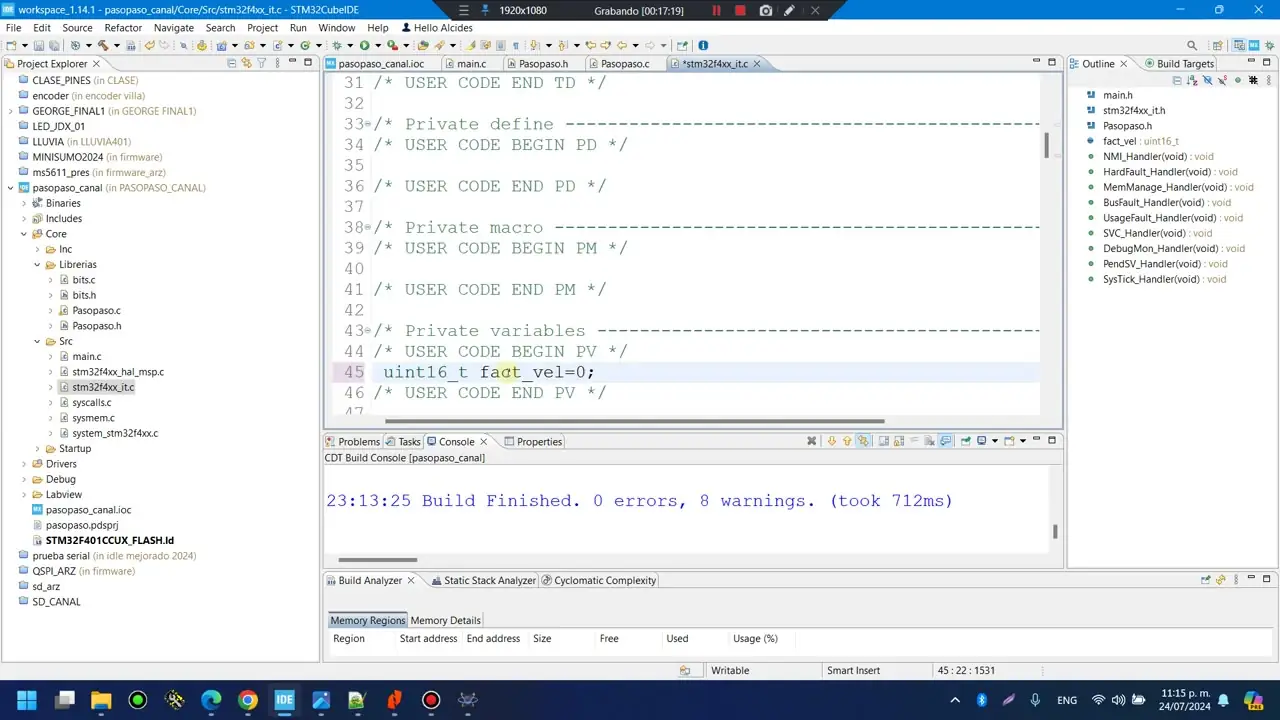 workspace_1.14.1 - pasopaso_canal/Core/Src/stm32f4xx_it.c - STM32CubeIDE
1920x1080
Grabando (00:17:19)
File Edit Source Refactor Navigate Search Project Run Window Help Hello Alcides
Project Explorer
CLASE_PINES (in CLASE)
encoder (in encoder villa)
GEORGE_FINAL1 (in GEORGE FINAL1)
LED_JDX_01
LLUVIA (in LLUVIA401)
MINISUMO2024 (in firmware)
ms5611_pres (in firmware_arz)
pasopaso_canal (in PASOPASO_CANAL)
Binaries
Includes
Core
Inc
Librerias
bits.c
bits.h
Pasopaso.c
Pasopaso.h
Src
main.c
stm32f4xx_hal_msp.c
stm32f4xx_it.c
syscalls.c
sysmem.c
system_stm32f4xx.c
Startup
Drivers
Debug
Labview
pasopaso_canal.ioc
pasopaso.pdsprj
STM32F401CCUX_FLASH.ld
prueba serial (in idle mejorado 2024)
QSPI_ARZ (in firmware)
sd_arz
SD_CANAL
pasopaso_canal.ioc main.c Pasopaso.h Pasopaso.c *stm32f4xx_it.c
31 /* USER CODE END TD */
32
33 /* Private define --------------------------------------------
34 /* USER CODE BEGIN PD */
35
36 /* USER CODE END PD */
37
38 /* Private macro ---------------------------------------------
39 /* USER CODE BEGIN PM */
40
41 /* USER CODE END PM */
42
43 /* Private variables -----------------------------------------
44 /* USER CODE BEGIN PV */
45 uint16_t fact_vel=0;
46 /* USER CODE END PV */
47
Problems Tasks Console Properties
CDT Build Console [pasopaso_canal]
23:13:25 Build Finished. 0 errors, 8 warnings. (took 712ms)
Build Analyzer Static Stack Analyzer Cyclomatic Complexity
Memory Regions Memory Details
Region Start address End address Size Free Used Usage (%)
Outline Build Targets
main.h
stm32f4xx_it.h
Pasopaso.h
fact_vel : uint16_t
NMI_Handler(void) : void
HardFault_Handler(void) : void
MemManage_Handler(void) : void
BusFault_Handler(void) : void
UsageFault_Handler(void) : void
SVC_Handler(void) : void
DebugMon_Handler(void) : void
PendSV_Handler(void) : void
SysTick_Handler(void) : void
Writable Smart Insert 45 : 22 : 1531
IDE
ENG
11:15 p. m.
24/07/2024